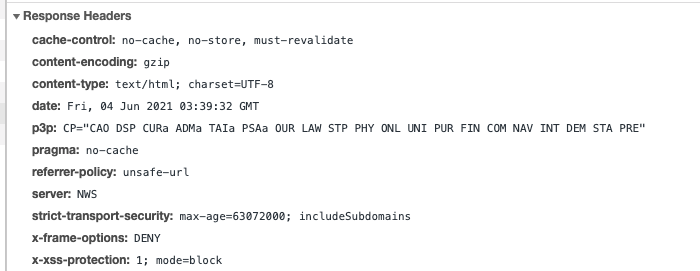 Response Headers
cache-control: no-cache, no-store, must-revalidate
content-encoding: gzip
content-type: text/html; charset=UTF-8
date: Fri, 04 Jun 2021 03:39:32 GMT
p3p: CP="CAO DSP CURa ADMa TAIa PSAa OUR LAW STP PHY ONL UNI PUR FIN COM NAV INT DEM STA PRE"
pragma: no-cache
referrer-policy: unsafe-url
server: NWS
strict-transport-security: max-age=63072000; includeSubdomains
x-frame-options: DENY
x-xss-protection: 1; mode=block